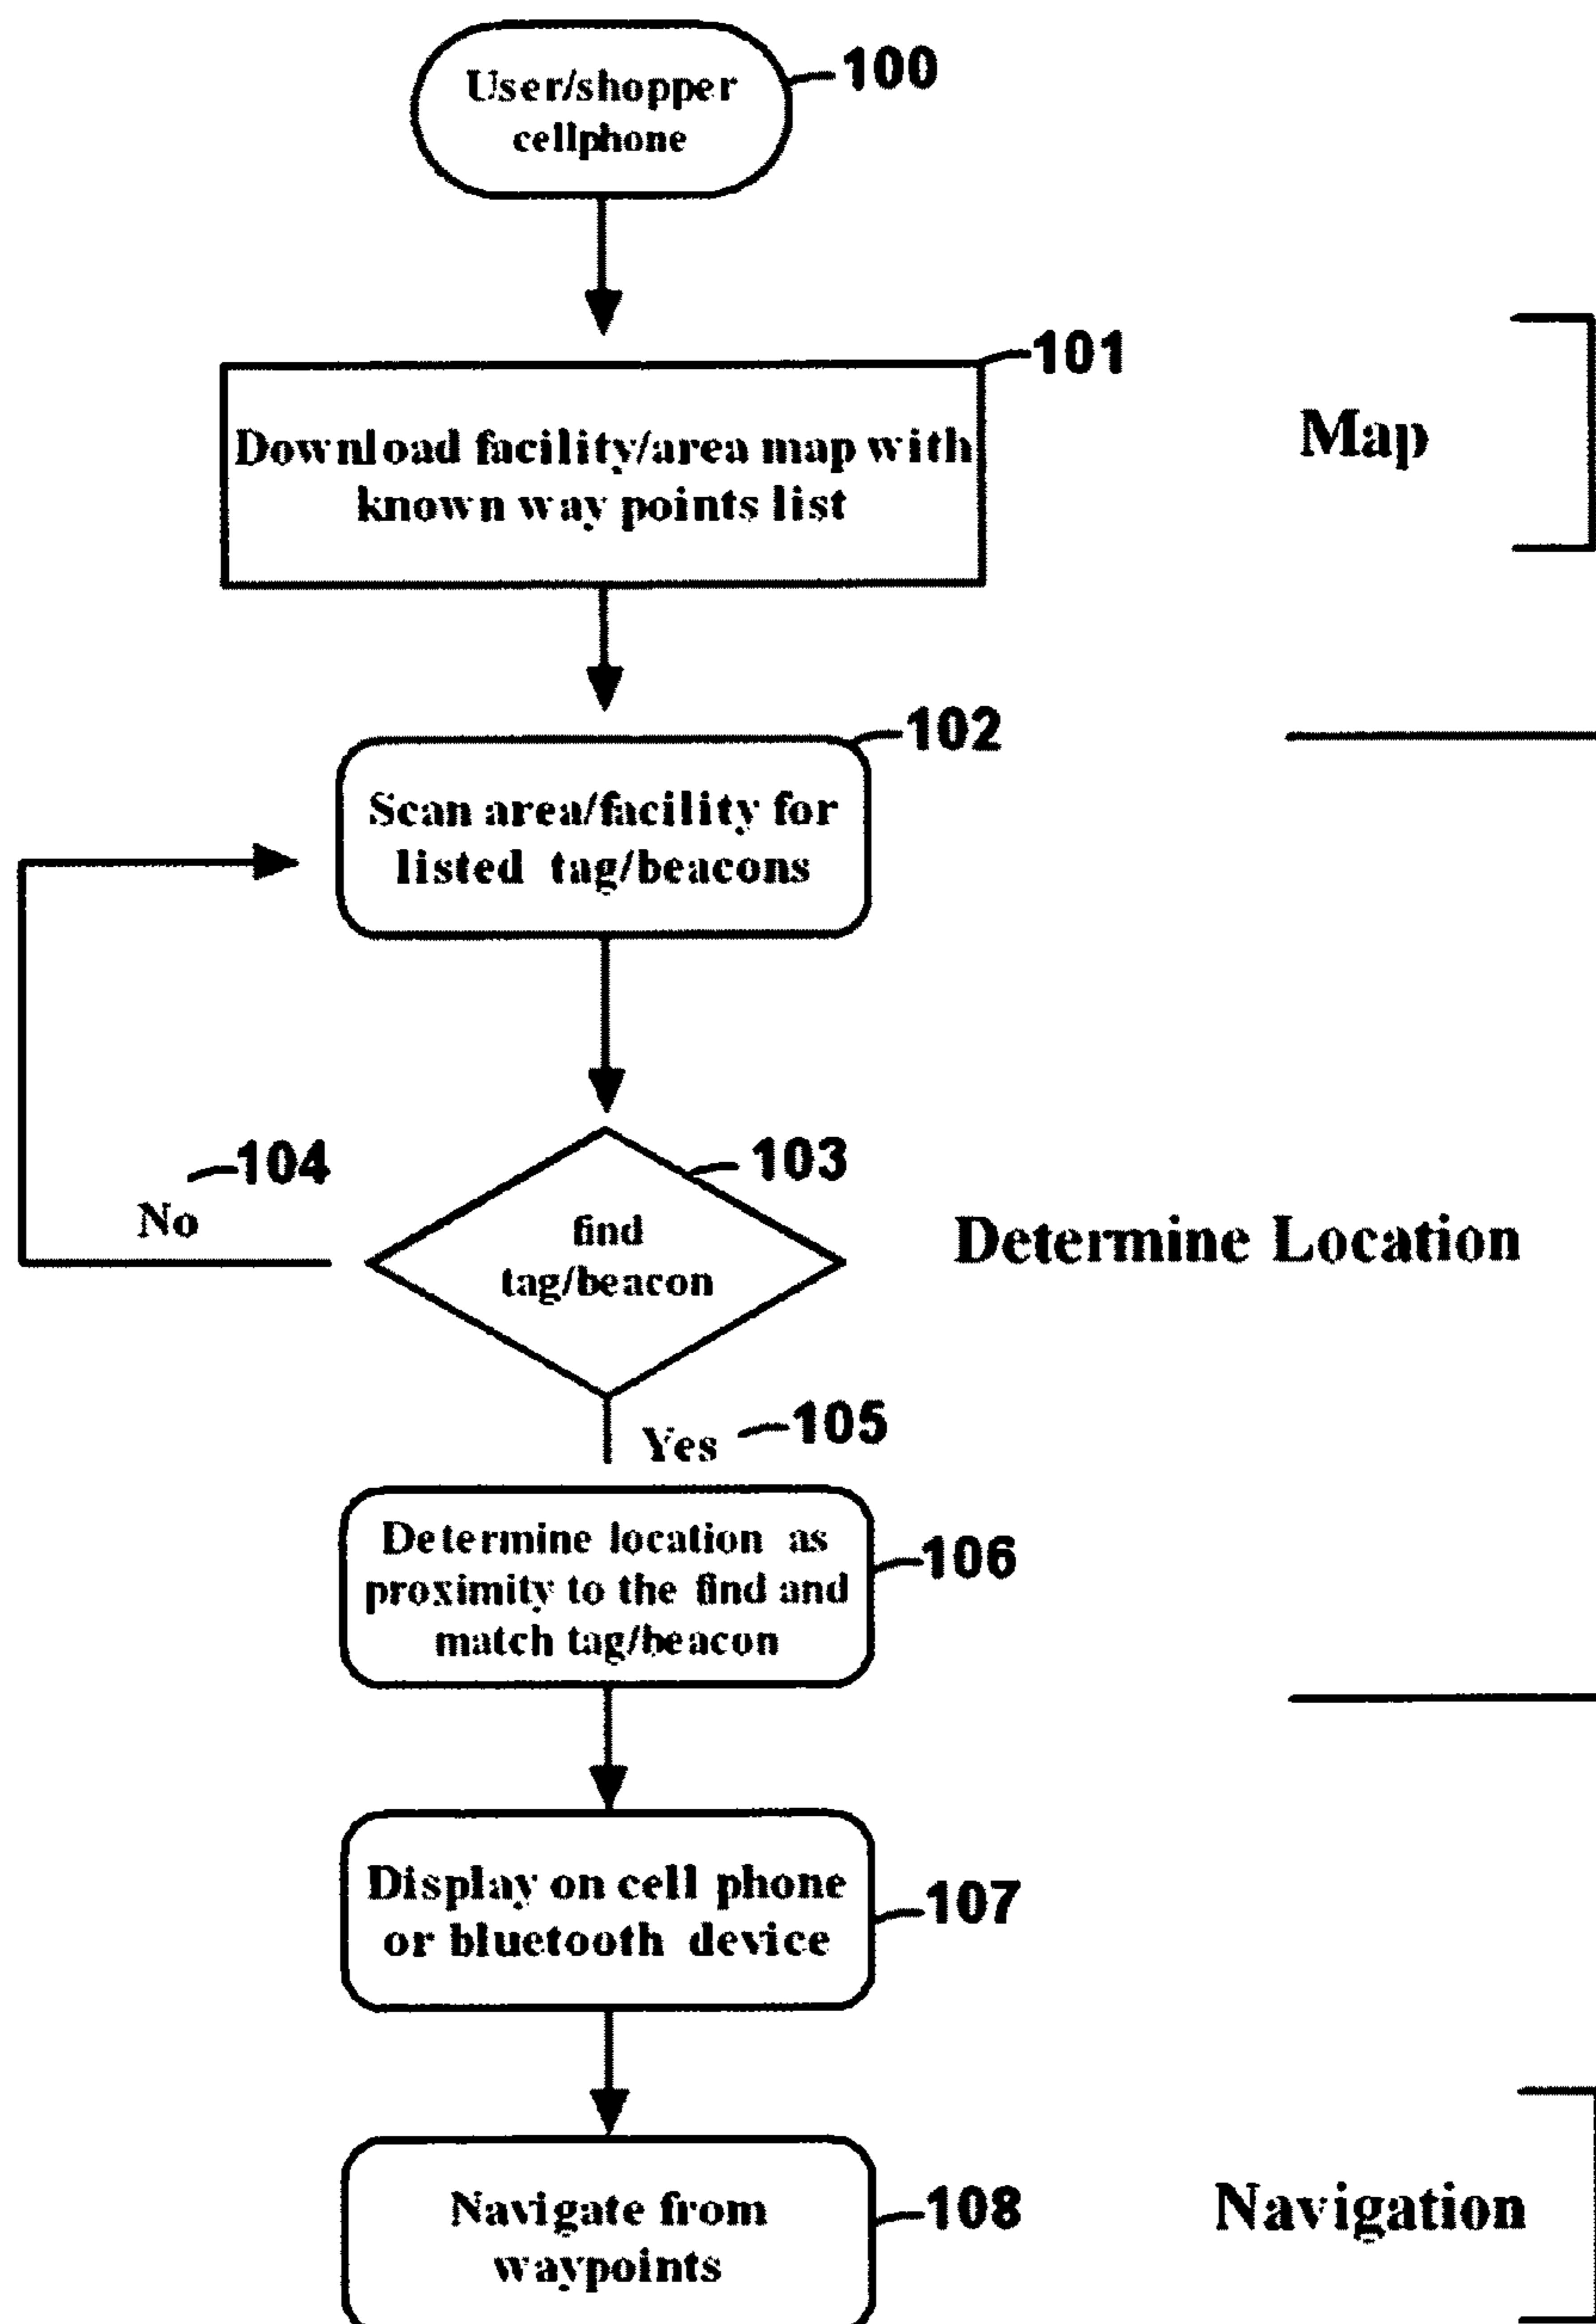 User/shopper
cellphone
100
101
Download facility/area map with
known way points list
Map
102
Scan area/facility for
listed tag/beacons
103
104
No
find
tag/beacon
Determine Location
Yes
105
Determine location as
proximity to the find and
match tag/beacon
106
Display on cell phone
or bluetooth device
107
Navigate from
waypoints
108
Navigation